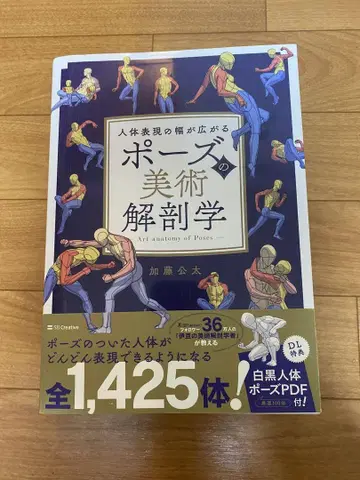 人体表現の幅が広がる
ポーズの
美術
解剖学
Art anatomy of Poses
加藤公太
SB Creative
フォロワー36万人の
「伊豆の美術解剖学者」
が教える
ポーズのついた人体が
どんどん表現できるようになる
全1,425体!
DL
特典
白黒人体
ポーズPDF
付!